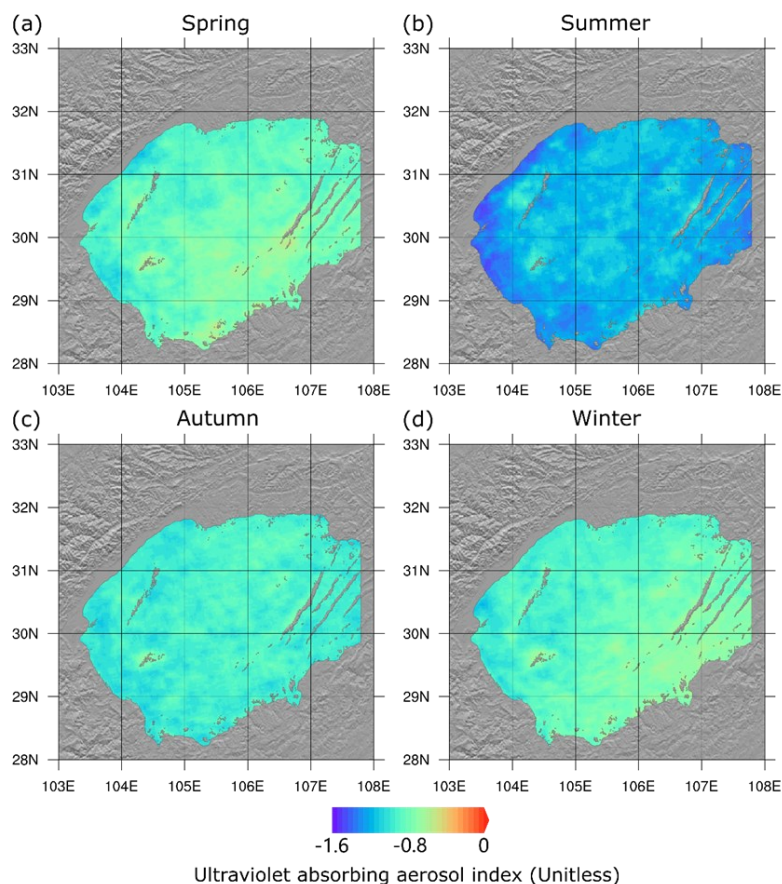 (a) Spring
(b) Summer
33N
32N
31N
30N
29N
28N
103E 104E 105E 106E 107E 108E
33N
32N
31N
30N
29N
28N
103E 104E 105E 106E 107E 108E
(c) Autumn
(d) Winter
33N
32N
31N
30N
29N
28N
103E 104E 105E 106E 107E 108E
33N
32N
31N
30N
29N
28N
103E 104E 105E 106E 107E 108E
-1.6 -0.8 0
Ultraviolet absorbing aerosol index (Unitless)